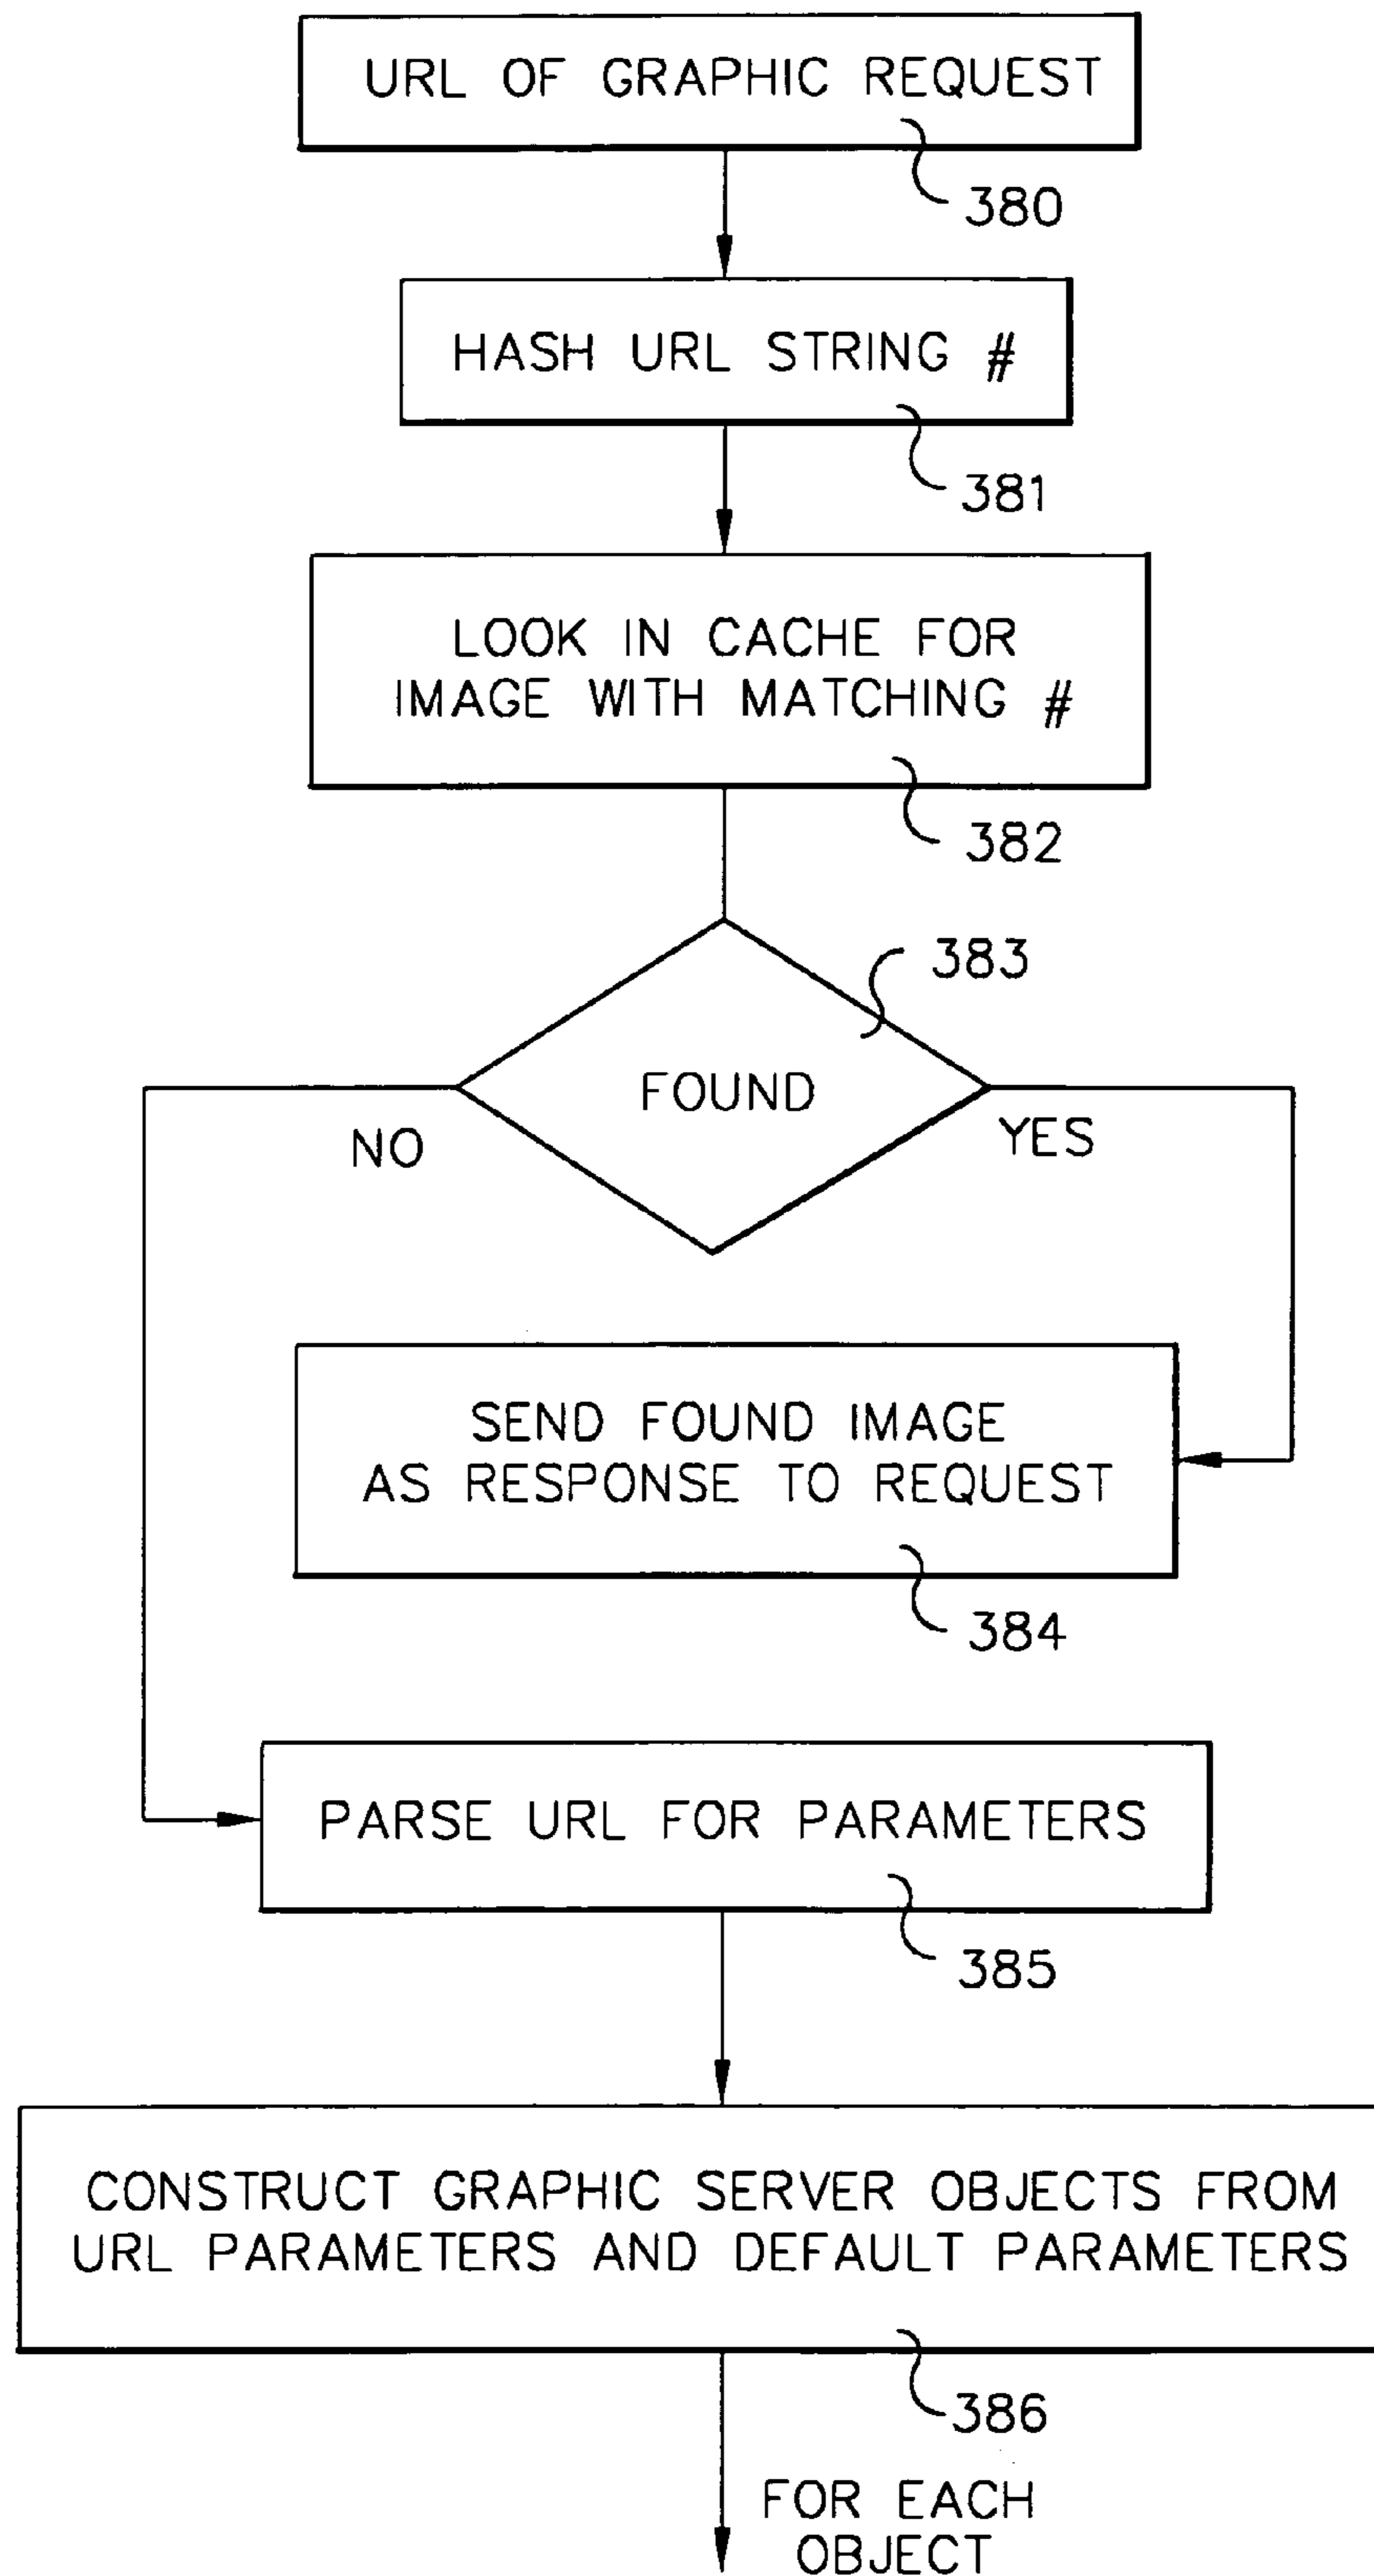 URL OF GRAPHIC REQUEST
380
HASH URL STRING #
381
LOOK IN CACHE FOR
IMAGE WITH MATCHING #
382
383
FOUND
NO
YES
SEND FOUND IMAGE
AS RESPONSE TO REQUEST
384
PARSE URL FOR PARAMETERS
385
CONSTRUCT GRAPHIC SERVER OBJECTS FROM
URL PARAMETERS AND DEFAULT PARAMETERS
386
FOR EACH
OBJECT